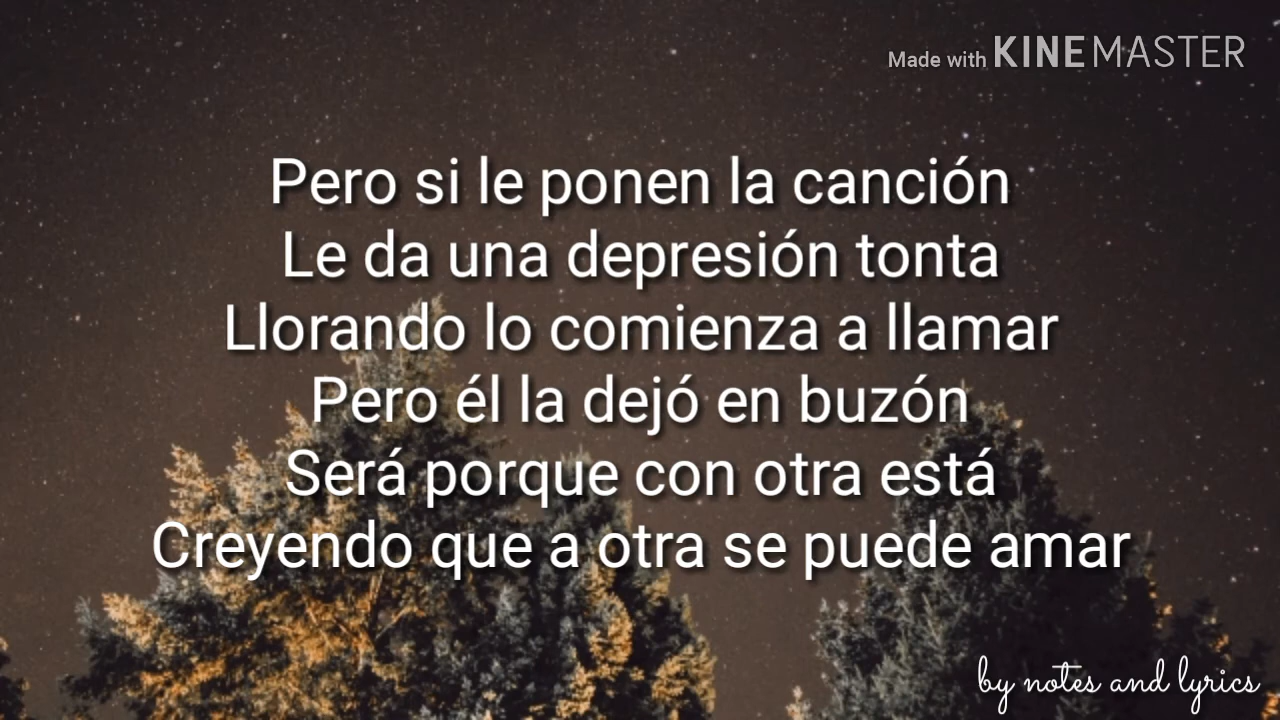 Made with KINEMASTER
Pero si le ponen la canción
Le da una depresión tonta
Llorando lo comienza a llamar
Pero él la dejó en buzón
Será porque con otra está
Creyendo que a otra se puede amar
by notes and lyrics